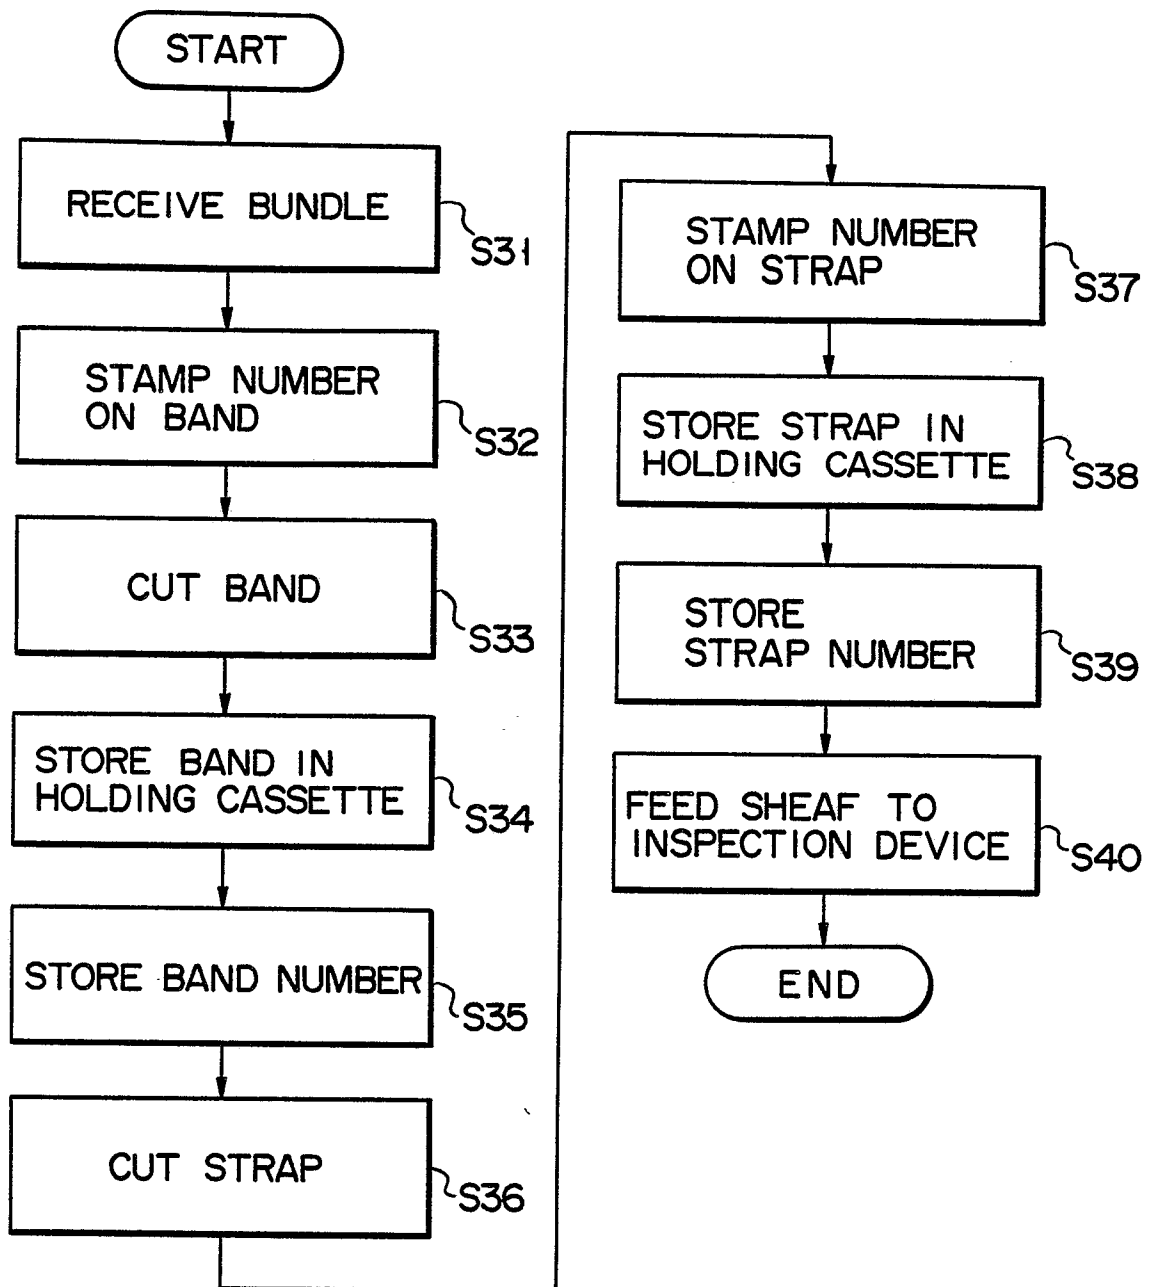 START
RECEIVE BUNDLE
S31
STAMP NUMBER
ON BAND
S32
CUT BAND
S33
STORE BAND IN
HOLDING CASSETTE
S34
STORE BAND NUMBER
S35
CUT STRAP
S36
STAMP NUMBER
ON STRAP
S37
STORE STRAP IN
HOLDING CASSETTE
S38
STORE
STRAP NUMBER
S39
FEED SHEAF TO
INSPECTION DEVICE
S40
END